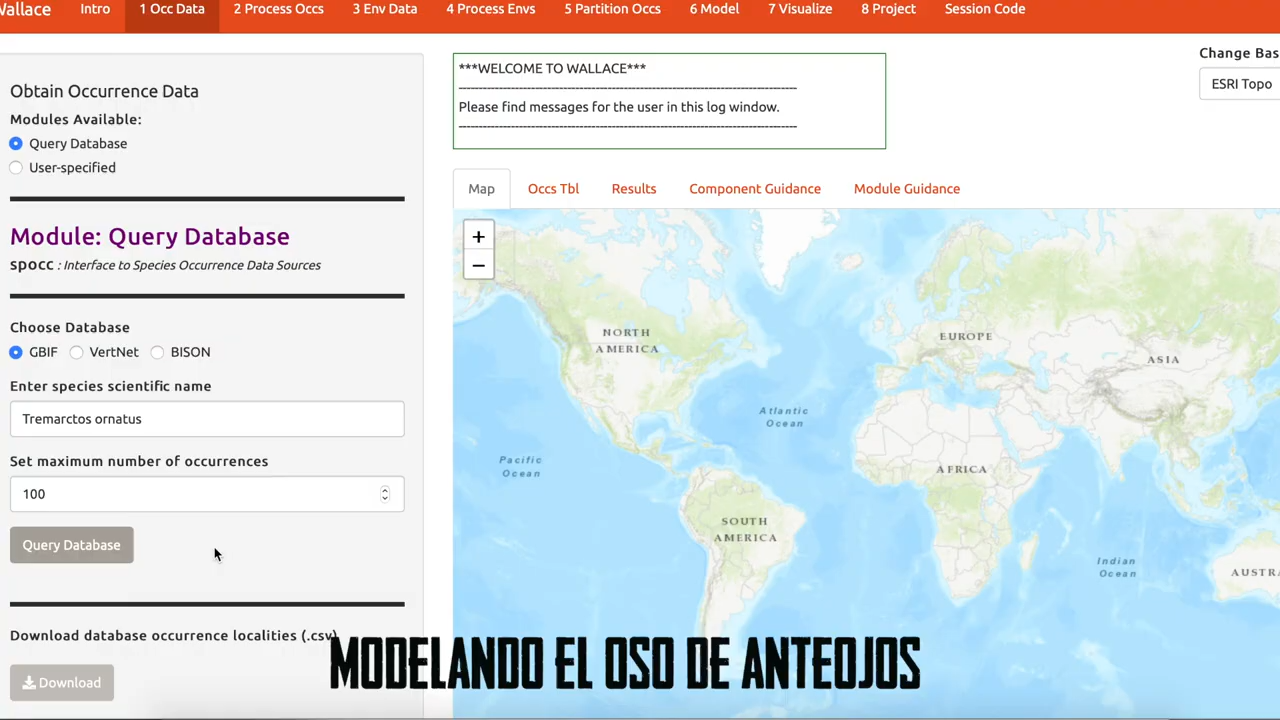 Wallace
Intro
1 Occ Data
2 Process Occs
3 Env Data
4 Process Envs
5 Partition Occs
6 Model
7 Visualize
8 Project
Session Code
Obtain Occurrence Data
Modules Available:
Query Database
User-specified
Module: Query Database
spocc : Interface to Species Occurrence Data Sources
Choose Database
GBIF VertNet BISON
Enter species scientific name
Tremarctos ornatus
Set maximum number of occurrences
100
Query Database
Download database occurrence localities (.csv)
Download
***WELCOME TO WALLACE***
Please find messages for the user in this log window.
Change Bas
ESRI Topo
Map
Occs Tbl
Results
Component Guidance
Module Guidance
+
−
NORTH
AMERICA
EUROPE
ASIA
Atlantic
Ocean
Pacific
Ocean
AFRICA
SOUTH
AMERICA
Indian
Ocean
AUSTRA
MODELANDO EL OSO DE ANTEOJOS